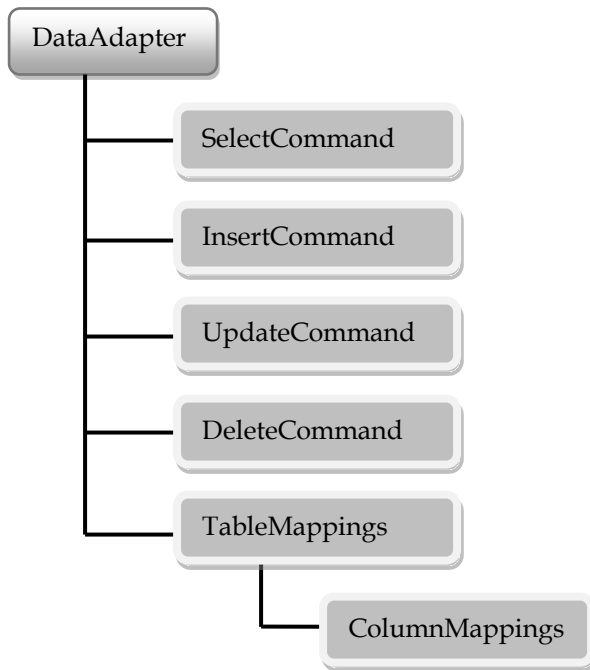 DataAdapter
SelectCommand
InsertCommand
UpdateCommand
DeleteCommand
TableMappings
ColumnMappings